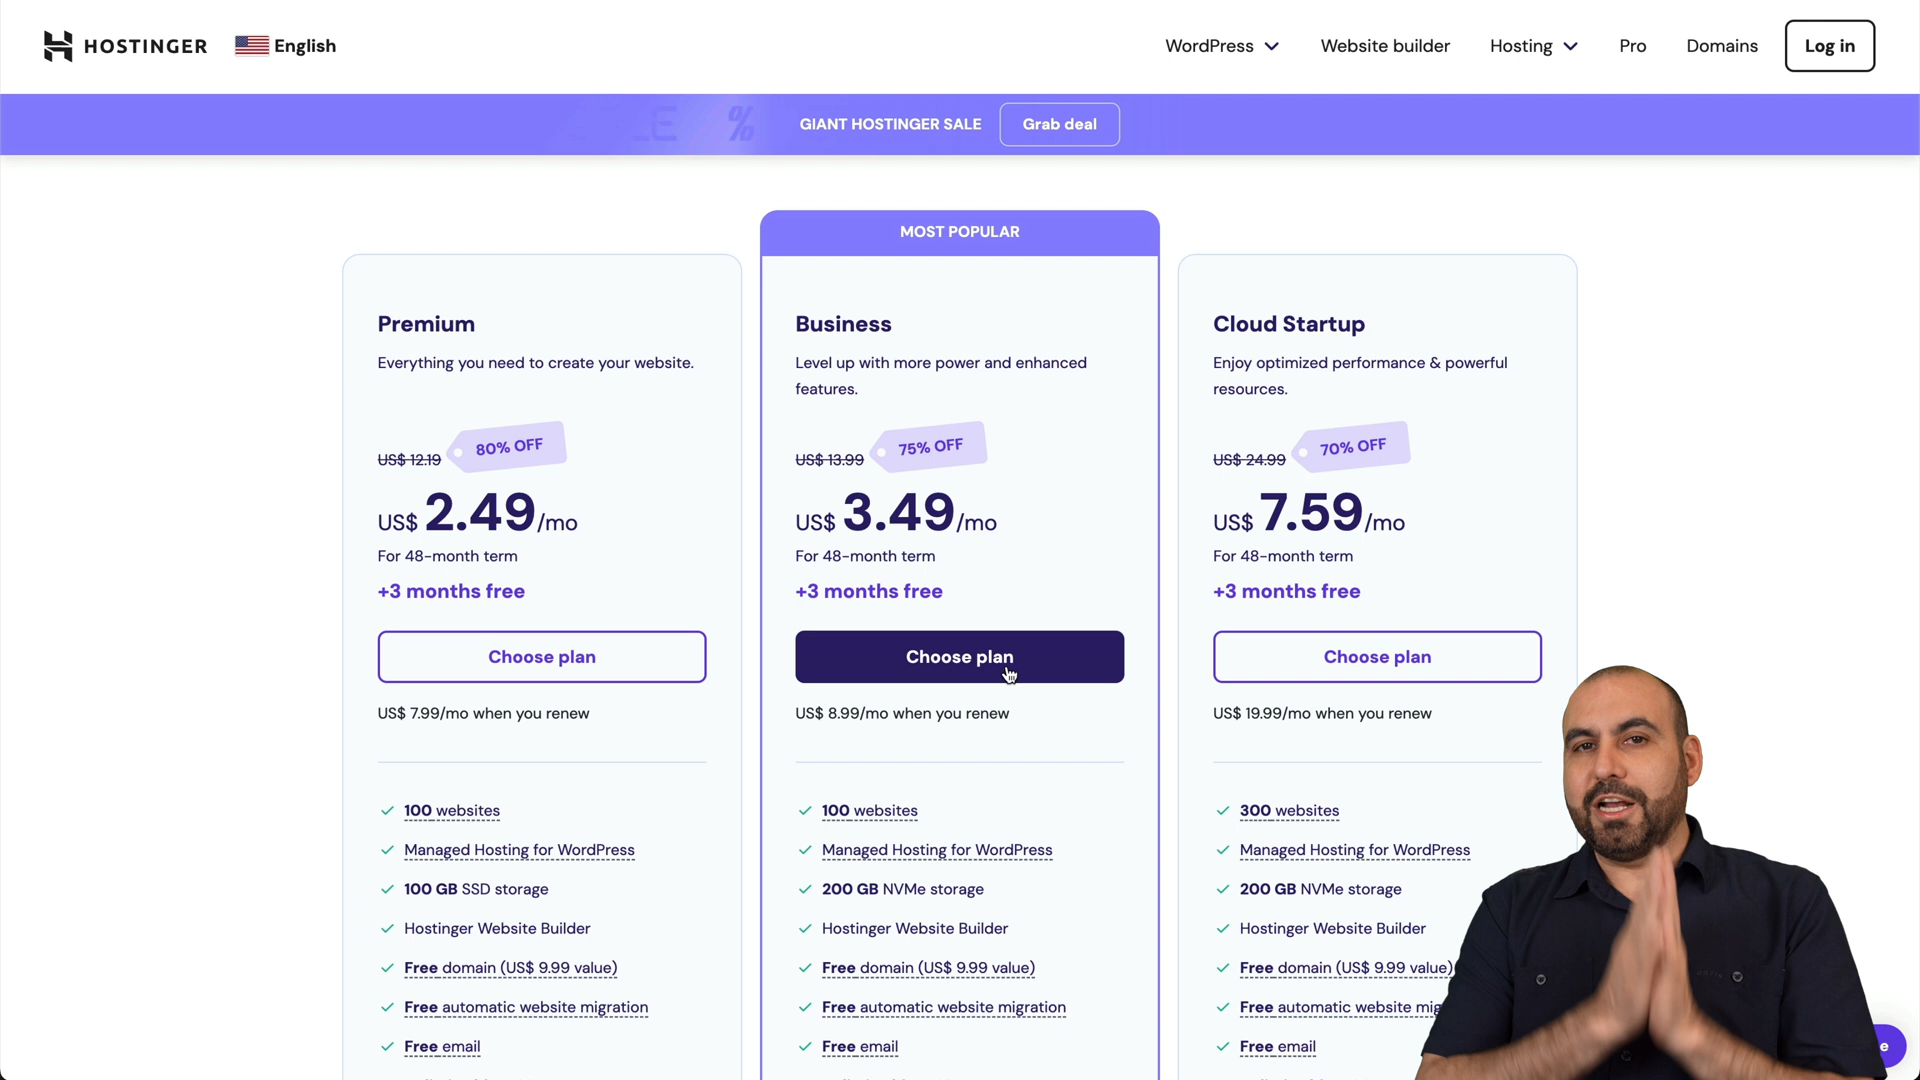 HOSTINGER
English
WordPress
Website builder
Hosting
Pro
Domains
Log in
%
GIANT HOSTINGER SALE
Grab deal
MOST POPULAR
Premium
Everything you need to create your website.
US$ 12.19
80% OFF
US$ 2.49/mo
For 48-month term
+3 months free
Choose plan
US$ 7.99/mo when you renew
100 websites
Managed Hosting for WordPress
100 GB SSD storage
Hostinger Website Builder
Free domain (US$ 9.99 value)
Free automatic website migration
Free email
Business
Level up with more power and enhanced
features.
US$ 13.99
75% OFF
US$ 3.49/mo
For 48-month term
+3 months free
Choose plan
US$ 8.99/mo when you renew
100 websites
Managed Hosting for WordPress
200 GB NVMe storage
Hostinger Website Builder
Free domain (US$ 9.99 value)
Free automatic website migration
Free email
Cloud Startup
Enjoy optimized performance & powerful
resources.
US$ 24.99
70% OFF
US$ 7.59/mo
For 48-month term
+3 months free
Choose plan
US$ 19.99/mo when you renew
300 websites
Managed Hosting for WordPress
200 GB NVMe storage
Hostinger Website Builder
Free domain (US$ 9.99 value)
Free automatic website mig
Free email